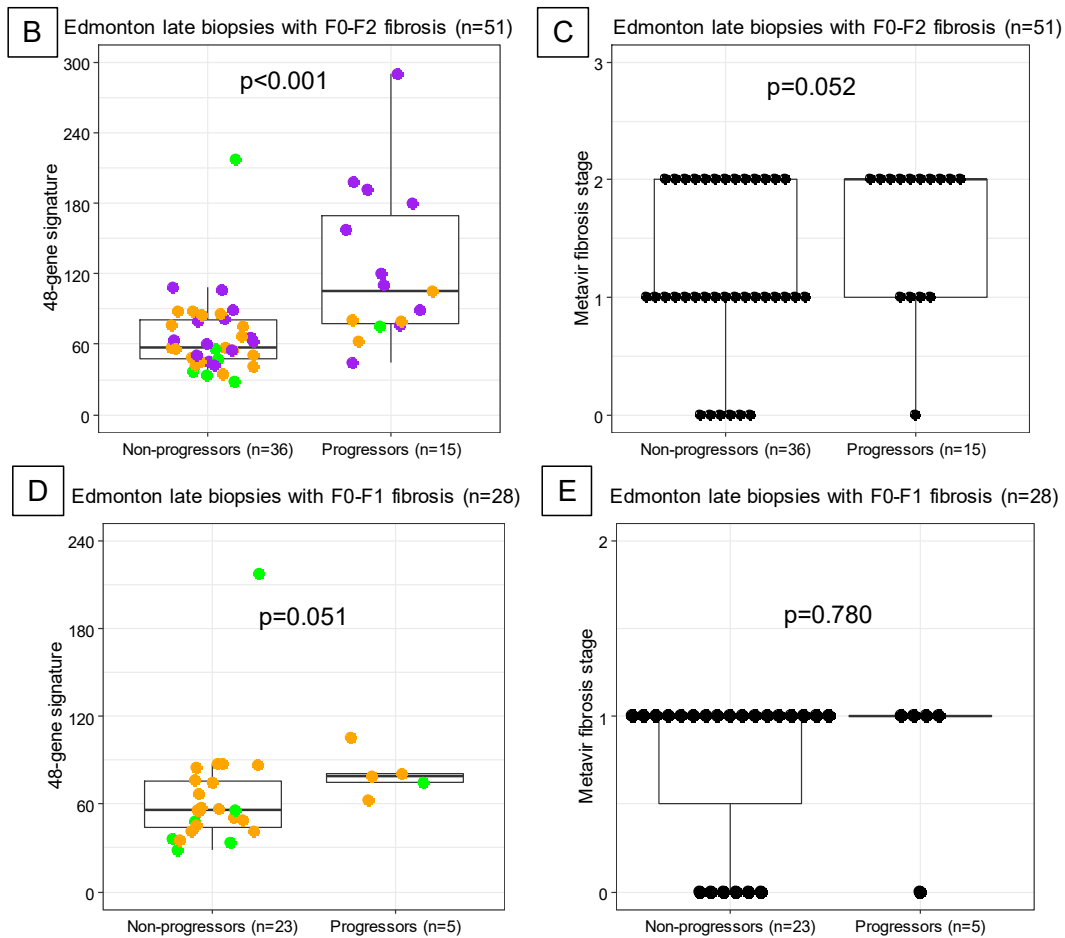 B
Edmonton late biopsies with F0-F2 fibrosis (n=51)
p<0.001
48-gene signature
300
240
180
120
60
0
Non-progressors (n=36)
Progressors (n=15)
C
Edmonton late biopsies with F0-F2 fibrosis (n=51)
p=0.052
Metavir fibrosis stage
3
2
1
0
Non-progressors (n=36)
Progressors (n=15)
D
Edmonton late biopsies with F0-F1 fibrosis (n=28)
p=0.051
48-gene signature
240
180
120
60
0
Non-progressors (n=23)
Progressors (n=5)
E
Edmonton late biopsies with F0-F1 fibrosis (n=28)
p=0.780
Metavir fibrosis stage
2
1
0
Non-progressors (n=23)
Progressors (n=5)